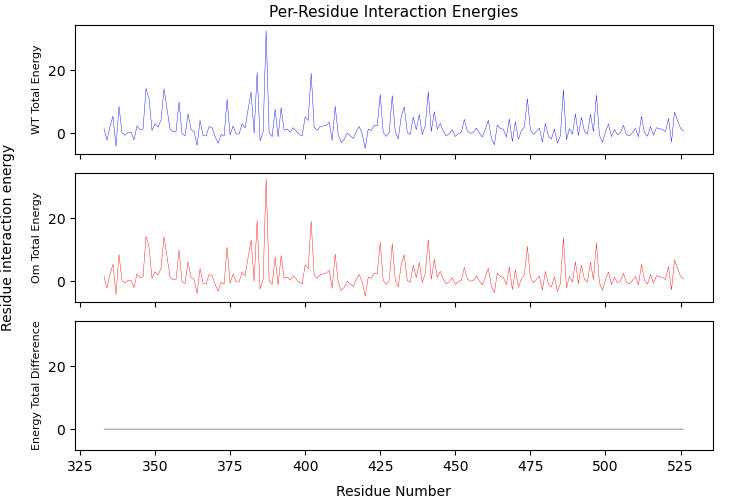 Per-Residue Interaction Energies
Residue interaction energy
WT Total Energy
20
0
Om Total Energy
20
0
Energy Total Difference
20
0
325 350 375 400 425 450 475 500 525
Residue Number